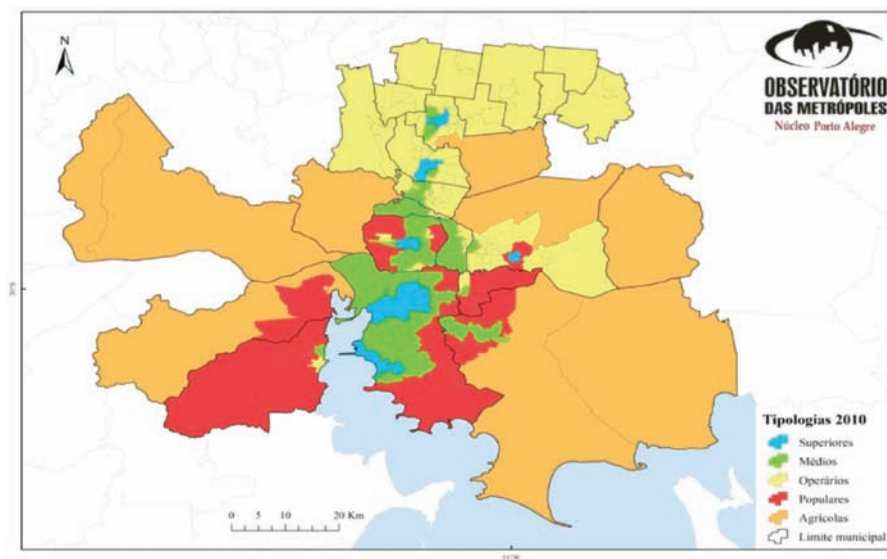 N
OBSERVATÓRIO
DAS METRÓPOLES
Núcleo Porto Alegre
30°S
Tipologias 2010
Superiores
Médios
Operários
Populares
Agrícolas
Limite municipal
0 5 10 20 Km